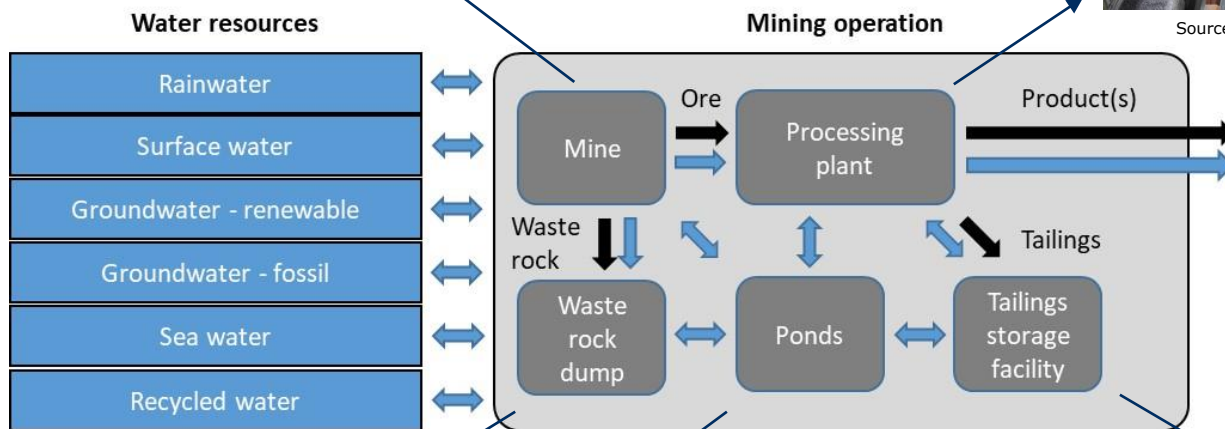 Water resources
Mining operation
Source
Rainwater
Surface water
Groundwater - renewable
Groundwater - fossil
Sea water
Recycled water
Mine
Ore
Processing
plant
Product(s)
Waste
rock
Tailings
Waste
rock
dump
Ponds
Tailings
storage
facility